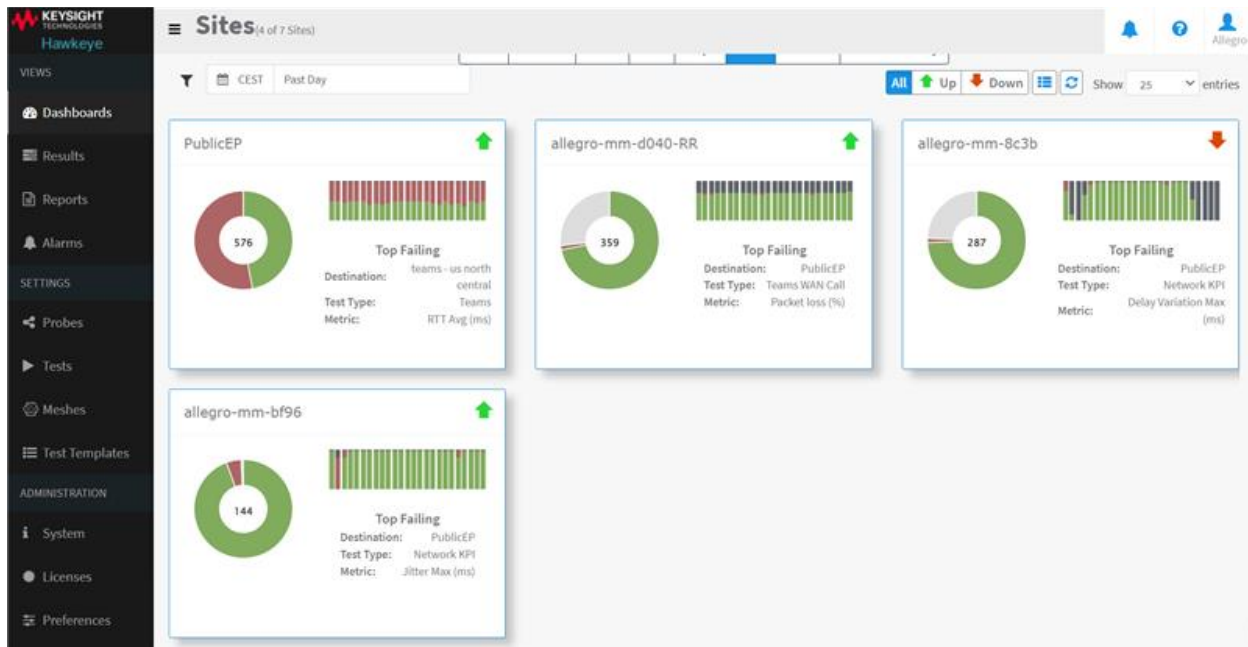 KEYSIGHT
TECHNOLOGIES
Hawkeye
Sites (4 of 7 Sites)
Allegro
VIEWS
CEST Past Day
All Up Down Show 25 entries
Dashboards
Results
Reports
Alarms
SETTINGS
Probes
Tests
Meshes
Test Templates
ADMINISTRATION
System
Licenses
Preferences
PublicEP
576
Top Failing
Destination: teams - us north central
Test Type: Teams
Metric: RTT Avg (ms)
allegro-mm-d040-RR
359
Top Failing
Destination: PublicEP
Test Type: Teams WAN Call
Metric: Packet loss (%)
allegro-mm-8c3b
287
Top Failing
Destination: PublicEP
Test Type: Network KPI
Metric: Delay Variation Max (ms)
allegro-mm-bf96
144
Top Failing
Destination: PublicEP
Test Type: Network KPI
Metric: Jitter Max (ms)